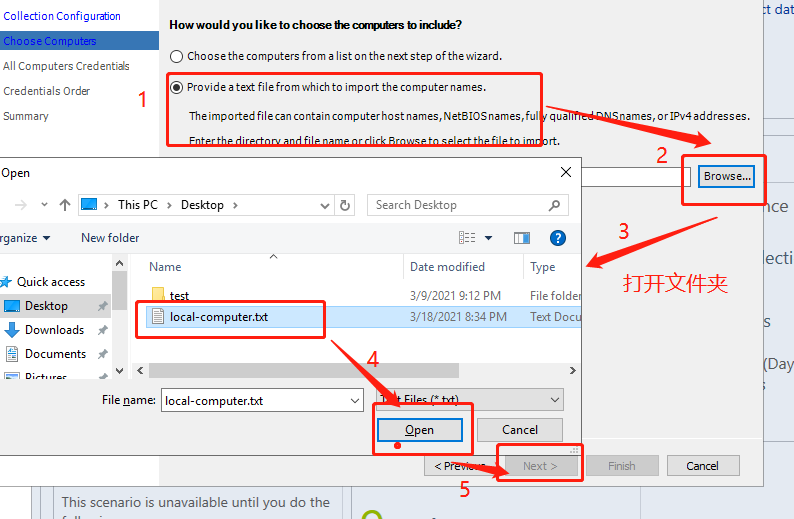 Collection Configuration
How would you like to choose the computers to include?
ct dat
Choose Computers
Choose the computers from a list on the next step of the wizard.
All Computers Credentials
Credentials Order
1
Provide a text file from which to import the computer names.
Summary
The imported file can contain computer host names, NetBIOS names, fully qualified DNS names, or IPv4 addresses.
Enter the directory and file name or click Browse to select the file to import.
2
Open
Browse...
This PC
Desktop
Search Desktop
3
rganize
New folder
打开文件夹
Name
Date modified
Type
Quick access
test
3/9/2021 9:12 PM
File folder
Desktop
local-computer.txt
3/18/2021 8:34 PM
Text Docu
Downloads
Documents
Pictures
(Day
4
File name:
local-computer.txt
Text Files (*.txt)
Open
Cancel
< Previous
Next >
Finish
Cancel
5
This scenario is unavailable until you do the